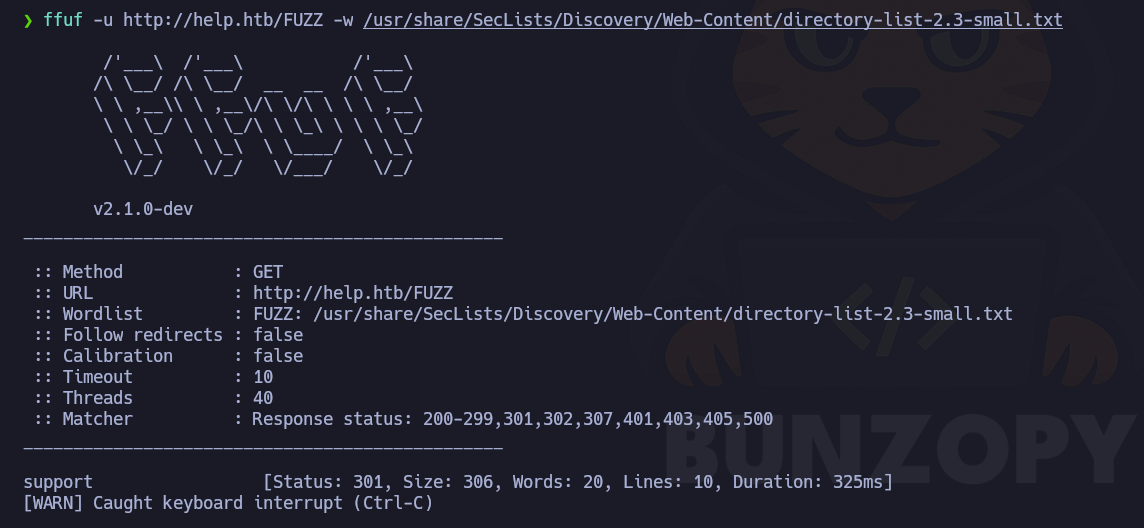 ❯ ffuf -u http://help.htb/FUZZ -w /usr/share/SecLists/Discovery/Web-Content/directory-list-2.3-small.txt
        /'___\  /'___\           /'___\
       /\ \__/ /\ \__/  __  __  /\ \__/
       \ \ ,__\\ \ ,__\/\ \/\ \ \ \ ,__\
        \ \ \_/ \ \ \_/\ \ \_\ \ \ \ \_/
         \ \_\   \ \_\  \ \____/  \ \_\
          \/_/    \/_/   \/___/    \/_/
       v2.1.0-dev
________________________________________________
 :: Method           : GET
 :: URL              : http://help.htb/FUZZ
 :: Wordlist         : FUZZ: /usr/share/SecLists/Discovery/Web-Content/directory-list-2.3-small.txt
 :: Follow redirects : false
 :: Calibration      : false
 :: Timeout          : 10
 :: Threads          : 40
 :: Matcher          : Response status: 200-299,301,302,307,401,403,405,500
________________________________________________
support                 [Status: 301, Size: 306, Words: 20, Lines: 10, Duration: 325ms]
[WARN] Caught keyboard interrupt (Ctrl-C)
</> 
BUNZOPY